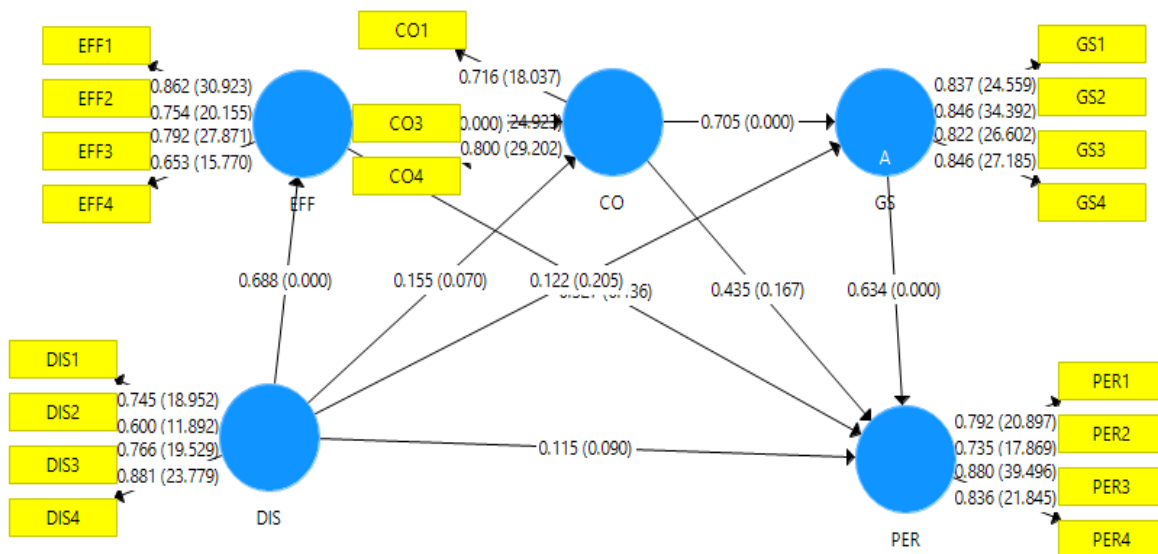 EFF1
EFF2
EFF3
EFF4
0.862 (30.923)
0.754 (20.155)
0.792 (27.871)
0.653 (15.770)
EFF
CO1
CO3
CO4
0.716 (18.037)
0.800 (29.202)
CO
0.705 (0.000)
GS1
GS2
GS3
GS4
0.837 (24.559)
0.846 (34.392)
0.822 (26.602)
0.846 (27.185)
A
GS
0.688 (0.000)
0.155 (0.070)
0.122 (0.205)
0.435 (0.167)
0.634 (0.000)
DIS1
DIS2
DIS3
DIS4
0.745 (18.952)
0.600 (11.892)
0.766 (19.529)
0.881 (23.779)
DIS
0.115 (0.090)
PER1
PER2
PER3
PER4
0.792 (20.897)
0.735 (17.869)
0.880 (39.496)
0.836 (21.845)
PER